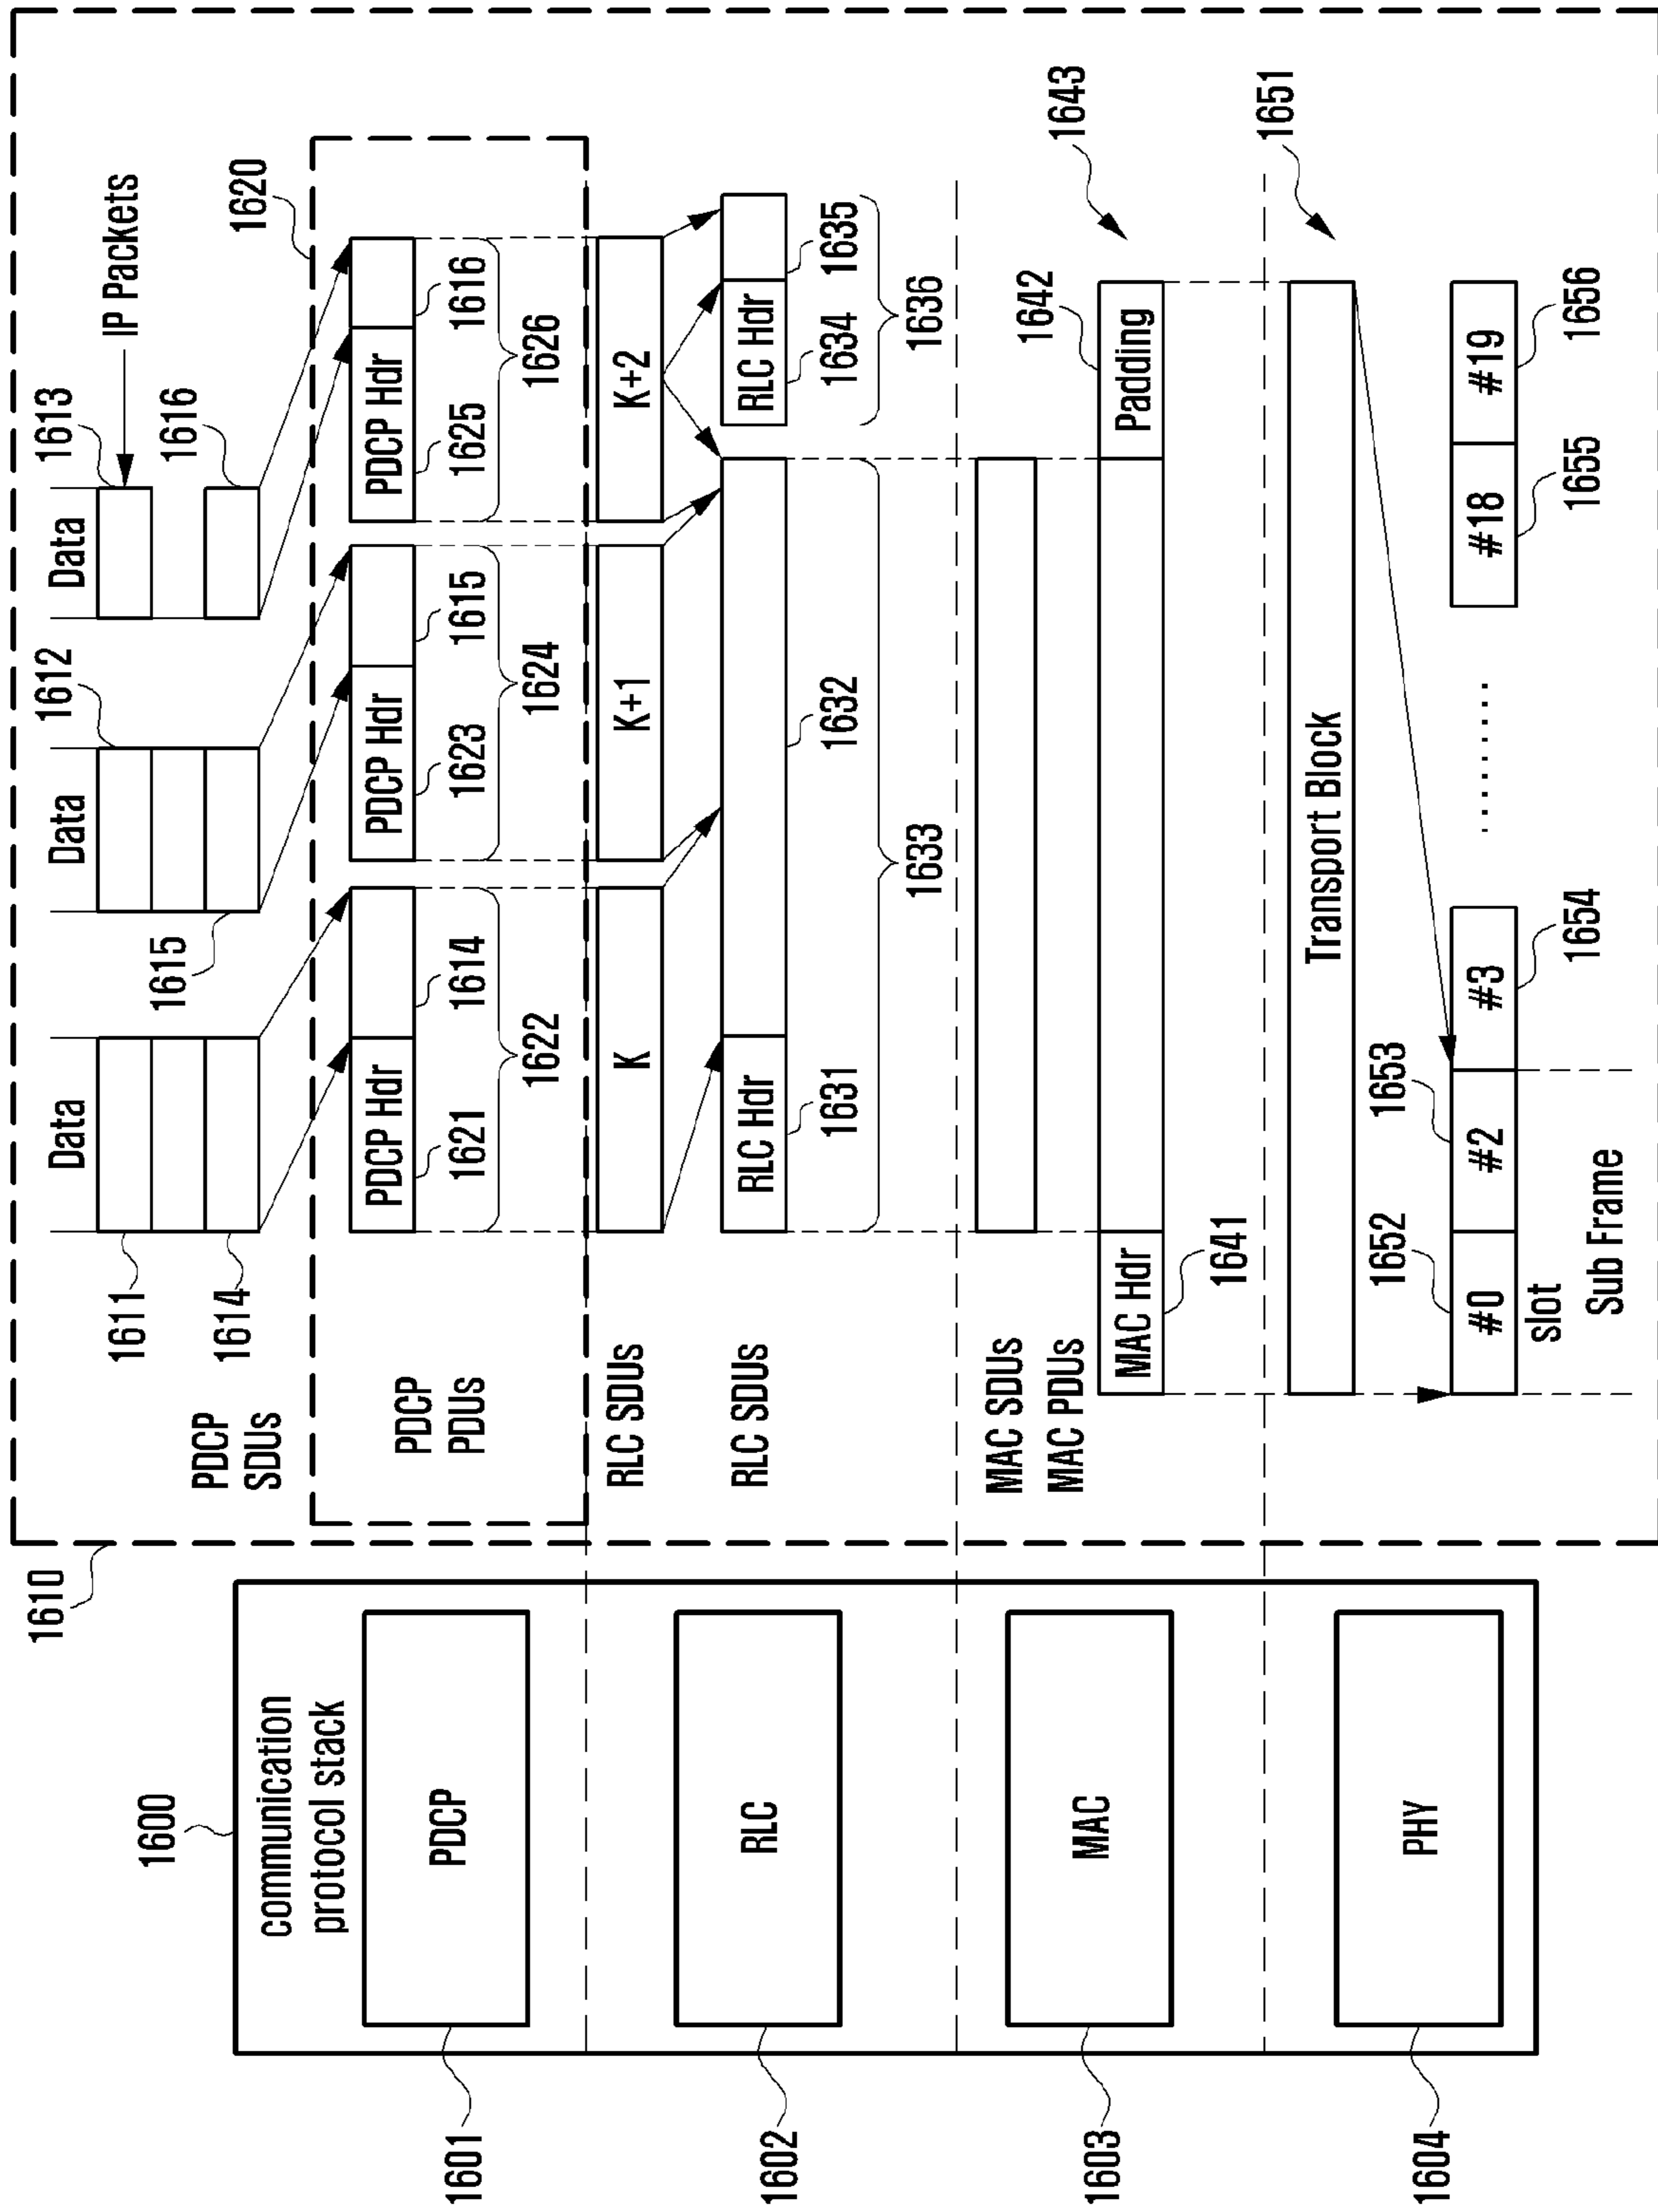 1600
communication
protocol stack
PDCP
1601
RLC
1602
MAC
1603
PHY
1604
1610
Data
Data
Data
1611
1612
1613
IP Packets
1614
1615
1616
PDCP
SDUs
1620
PDCP
PDUs
PDCP Hdr
PDCP Hdr
PDCP Hdr
1621
1614
1623
1615
1625
1616
1622
1624
1626
RLC SDUs
K
K+1
K+2
RLC SDUs
RLC Hdr
RLC Hdr
1631
1632
1634
1635
1633
1636
MAC SDUs
MAC PDUs
1642
1643
MAC Hdr
Padding
1641
1651
Transport Block
1652
1653
#0
#2
#3
........
#18
#19
1654
1655
1656
slot
Sub Frame